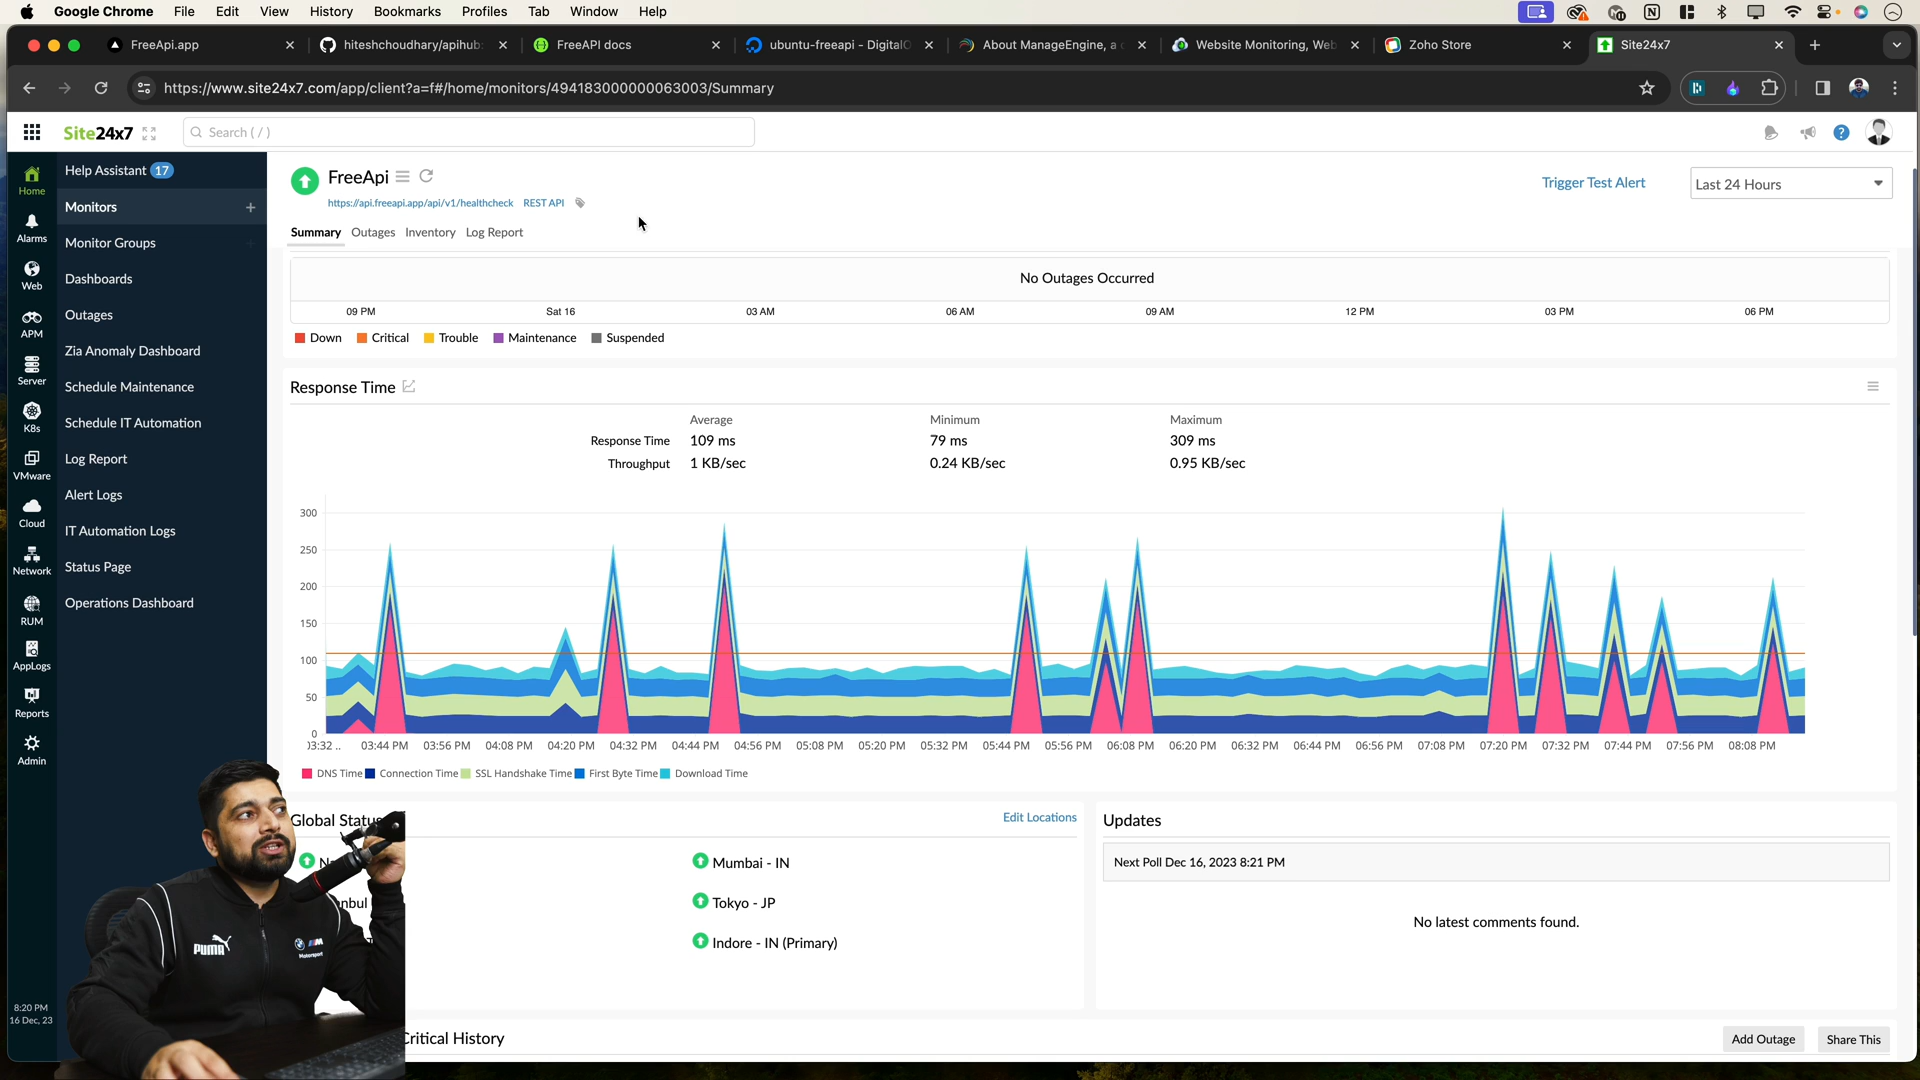 Google Chrome File Edit View History Bookmarks Profiles Tab Window Help
FreeApi.app
hiteshchoudhary/apihub:
FreeAPI docs
ubuntu-freeapi - DigitalO
About ManageEngine, a
Website Monitoring, Web
Zoho Store
Site24x7
https://www.site24x7.com/app/client?a=f#/home/monitors/494183000000063003/Summary
Site24x7
Search ( / )
Home
Alarms
Web
APM
Server
K8s
VMware
Cloud
Network
RUM
AppLogs
Reports
Admin
8:20 PM
16 Dec, 23
Help Assistant 17
Monitors +
Monitor Groups
Dashboards
Outages
Zia Anomaly Dashboard
Schedule Maintenance
Schedule IT Automation
Log Report
Alert Logs
IT Automation Logs
Status Page
Operations Dashboard
FreeApi
https://api.freeapi.app/api/v1/healthcheck REST API
Trigger Test Alert
Last 24 Hours
Summary Outages Inventory Log Report
No Outages Occurred
09 PM Sat 16 03 AM 06 AM 09 AM 12 PM 03 PM 06 PM
Down Critical Trouble Maintenance Suspended
Response Time
Average Minimum Maximum
Response Time 109 ms 79 ms 309 ms
Throughput 1 KB/sec 0.24 KB/sec 0.95 KB/sec
300
250
200
150
100
50
0
03:32 .. 03:44 PM 03:56 PM 04:08 PM 04:20 PM 04:32 PM 04:44 PM 04:56 PM 05:08 PM 05:20 PM 05:32 PM 05:44 PM 05:56 PM 06:08 PM 06:20 PM 06:32 PM 06:44 PM 06:56 PM 07:08 PM 07:20 PM 07:32 PM 07:44 PM 07:56 PM 08:08 PM
DNS Time Connection Time SSL Handshake Time First Byte Time Download Time
Global Status
Edit Locations
Mumbai - IN
Tokyo - JP
Indore - IN (Primary)
Updates
Next Poll Dec 16, 2023 8:21 PM
No latest comments found.
Critical History
Add Outage
Share This
PUMA
Motorsport